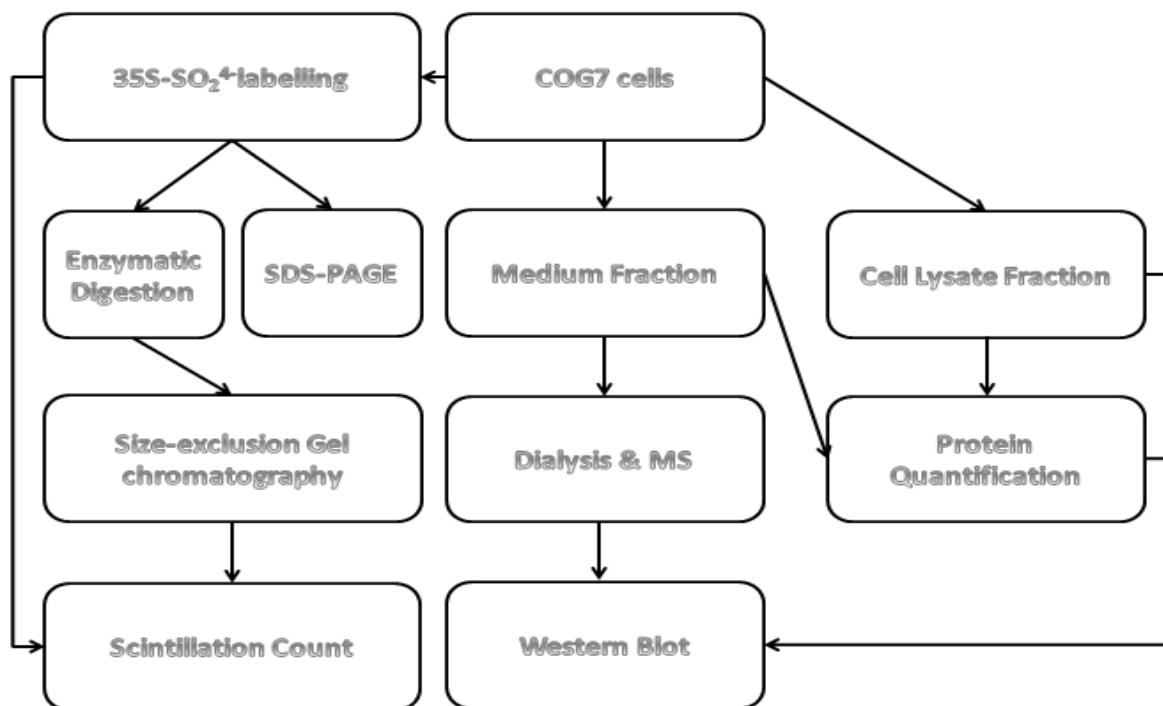 35S-SO₂⁴⁻labelling
COG7 cells
Enzymatic
Digestion
SDS-PAGE
Medium Fraction
Cell Lysate Fraction
Size-exclusion Gel
chromatography
Dialysis & MS
Protein
Quantification
Scintillation Count
Western Blot